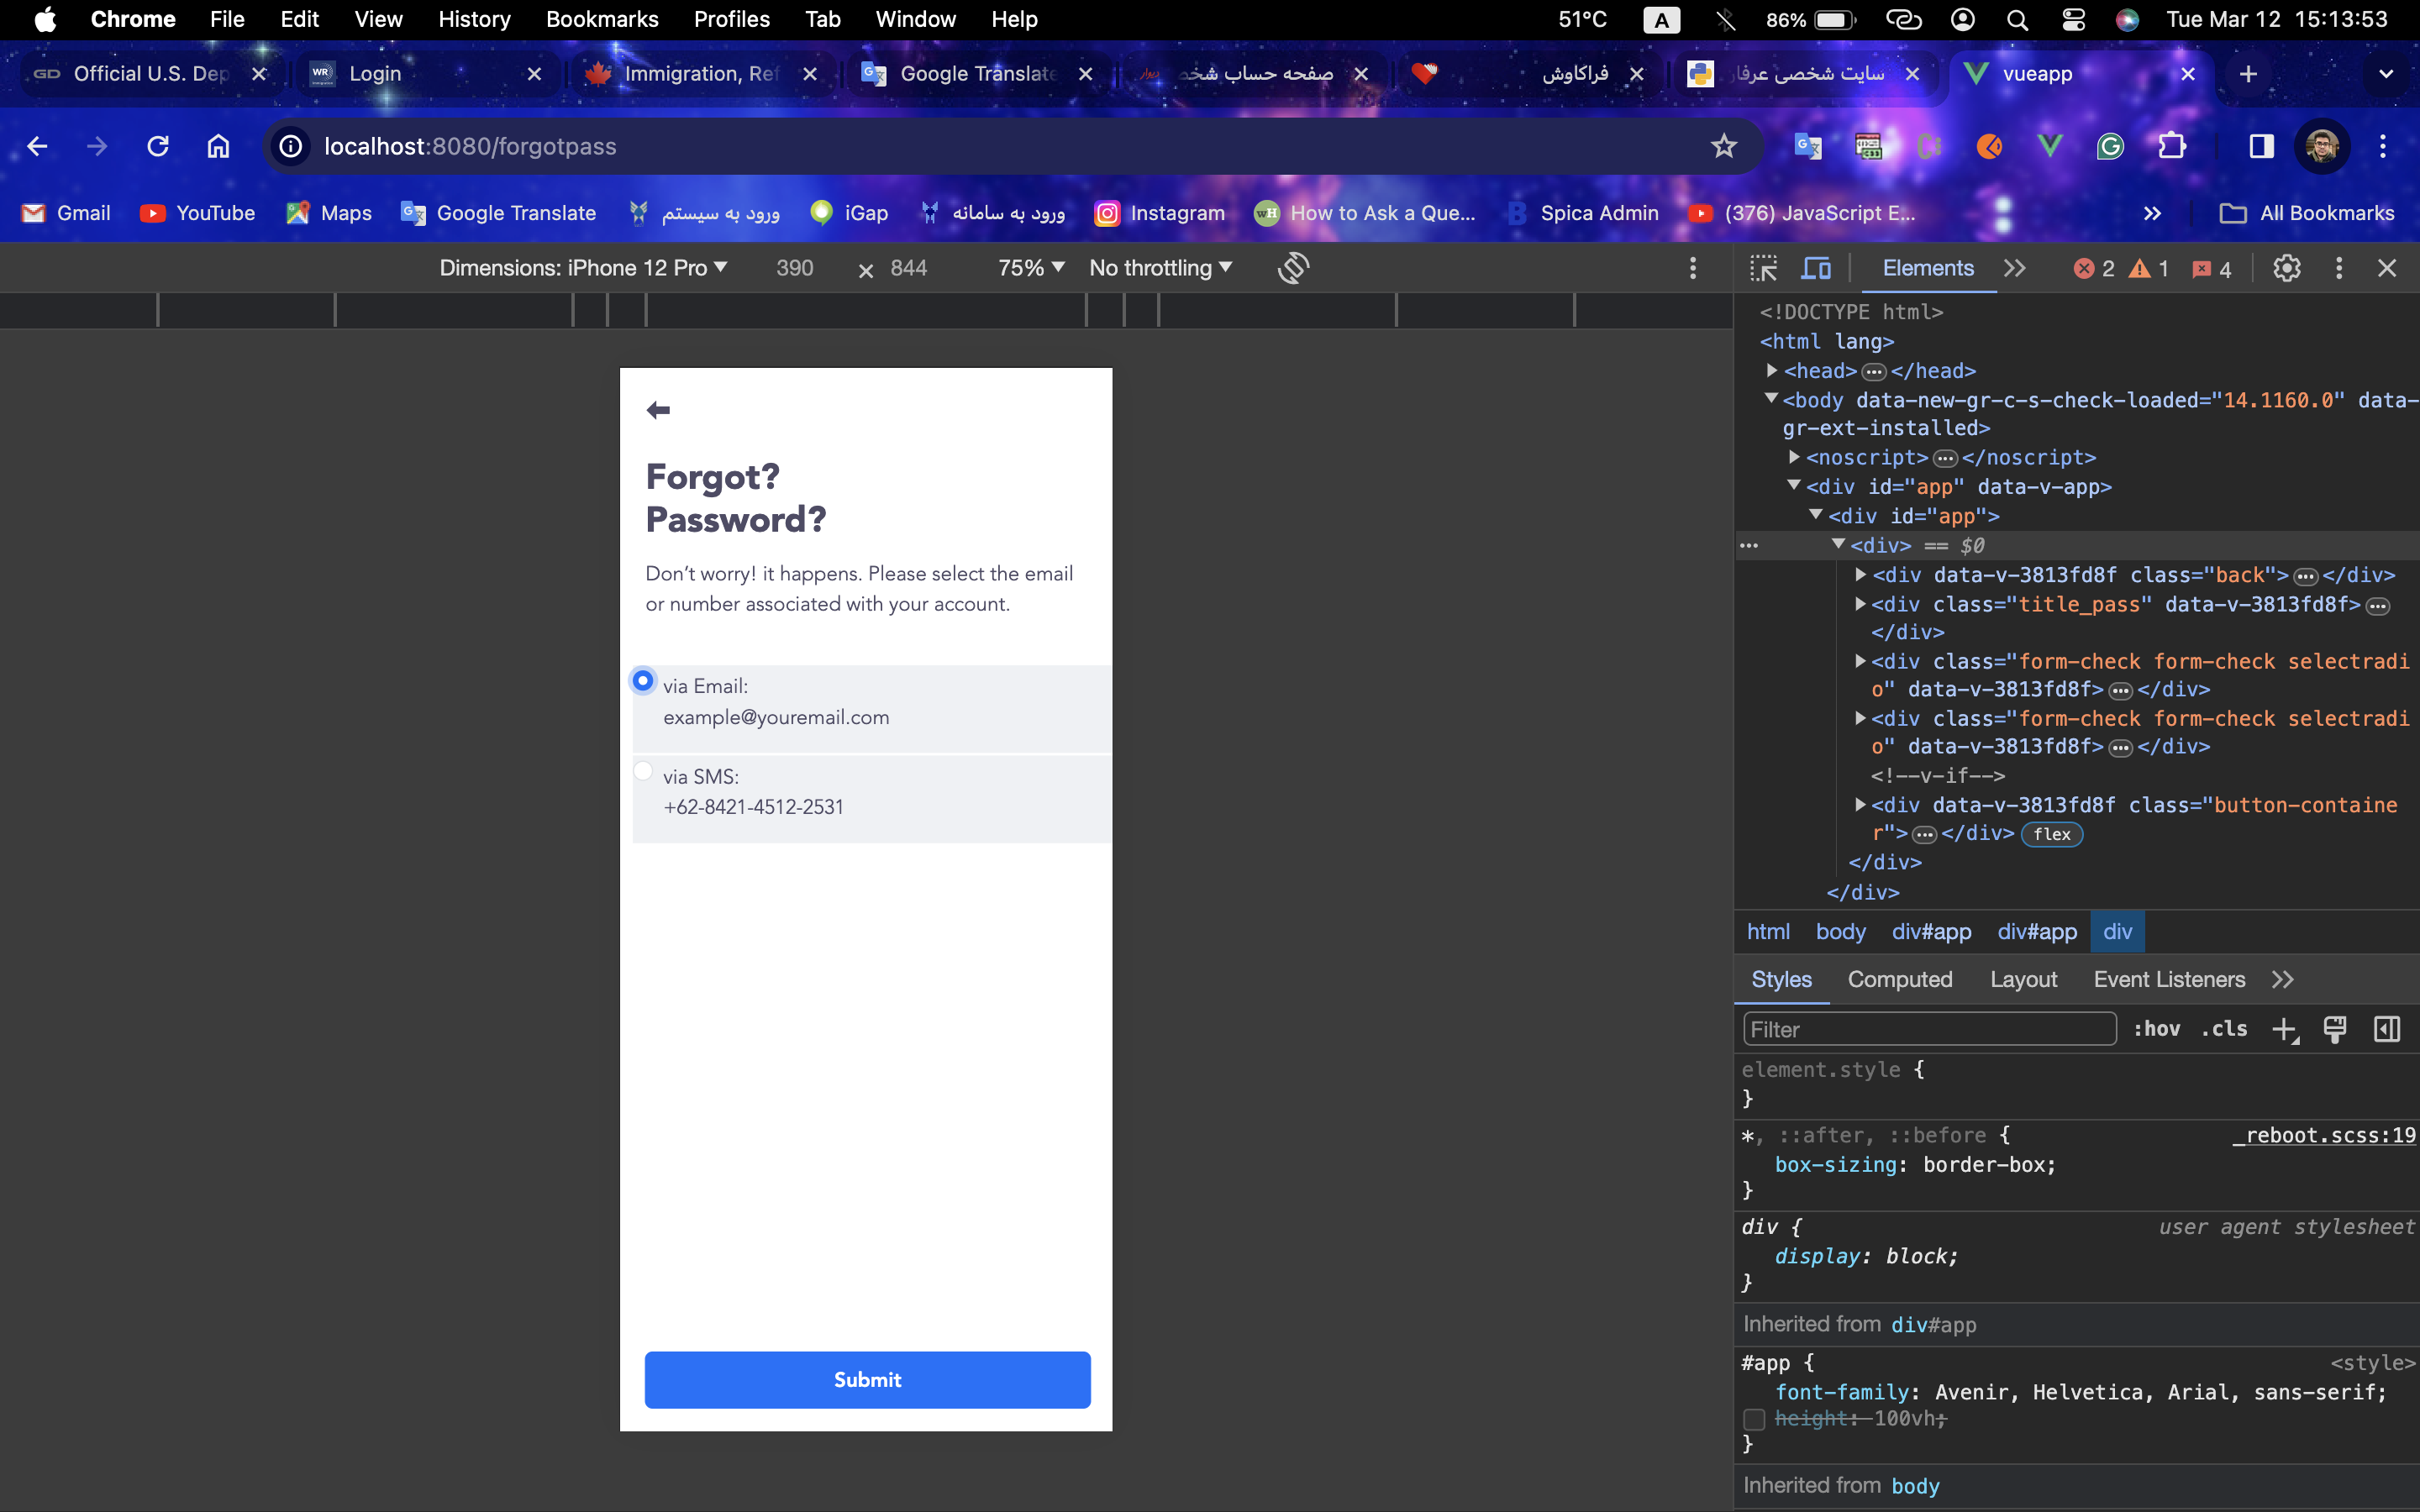 Chrome File Edit View History Bookmarks Profiles Tab Window Help 51°C A 86% Tue Mar 12 15:13:53
GD Official U.S. Dep WR Login Immigration, Ref Google Translate صفحه حساب شخص فراکاوش سایت شخصی عرفان vueapp
localhost:8080/forgotpass
Gmail YouTube Maps Google Translate ورود به سیستم iGap ورود به سامانه Instagram wH How to Ask a Que... B Spica Admin (376) JavaScript E... » All Bookmarks
Dimensions: iPhone 12 Pro 390 × 844 75% No throttling
Forgot?
Password?
Don't worry! it happens. Please select the email
or number associated with your account.
via Email:
example@youremail.com
via SMS:
+62-8421-4512-2531
Submit
Elements 2 1 4
<!DOCTYPE html>
<html lang>
<head> ⋯ </head>
<body data-new-gr-c-s-check-loaded="14.1160.0" data-
gr-ext-installed>
<noscript> ⋯ </noscript>
<div id="app" data-v-app>
<div id="app">
⋯ <div> == $0
<div data-v-3813fd8f class="back"> ⋯ </div>
<div class="title_pass" data-v-3813fd8f> ⋯
</div>
<div class="form-check form-check selectradi
o" data-v-3813fd8f> ⋯ </div>
<div class="form-check form-check selectradi
o" data-v-3813fd8f> ⋯ </div>
<!--v-if-->
<div data-v-3813fd8f class="button-containe
r"> ⋯ </div> flex
</div>
</div>
html body div#app div#app div
Styles Computed Layout Event Listeners
Filter :hov .cls
element.style {
}
*, ::after, ::before { _reboot.scss:19
box-sizing: border-box;
}
div { user agent stylesheet
display: block;
}
Inherited from div#app
#app { <style>
font-family: Avenir, Helvetica, Arial, sans-serif;
height: 100vh;
}
Inherited from body